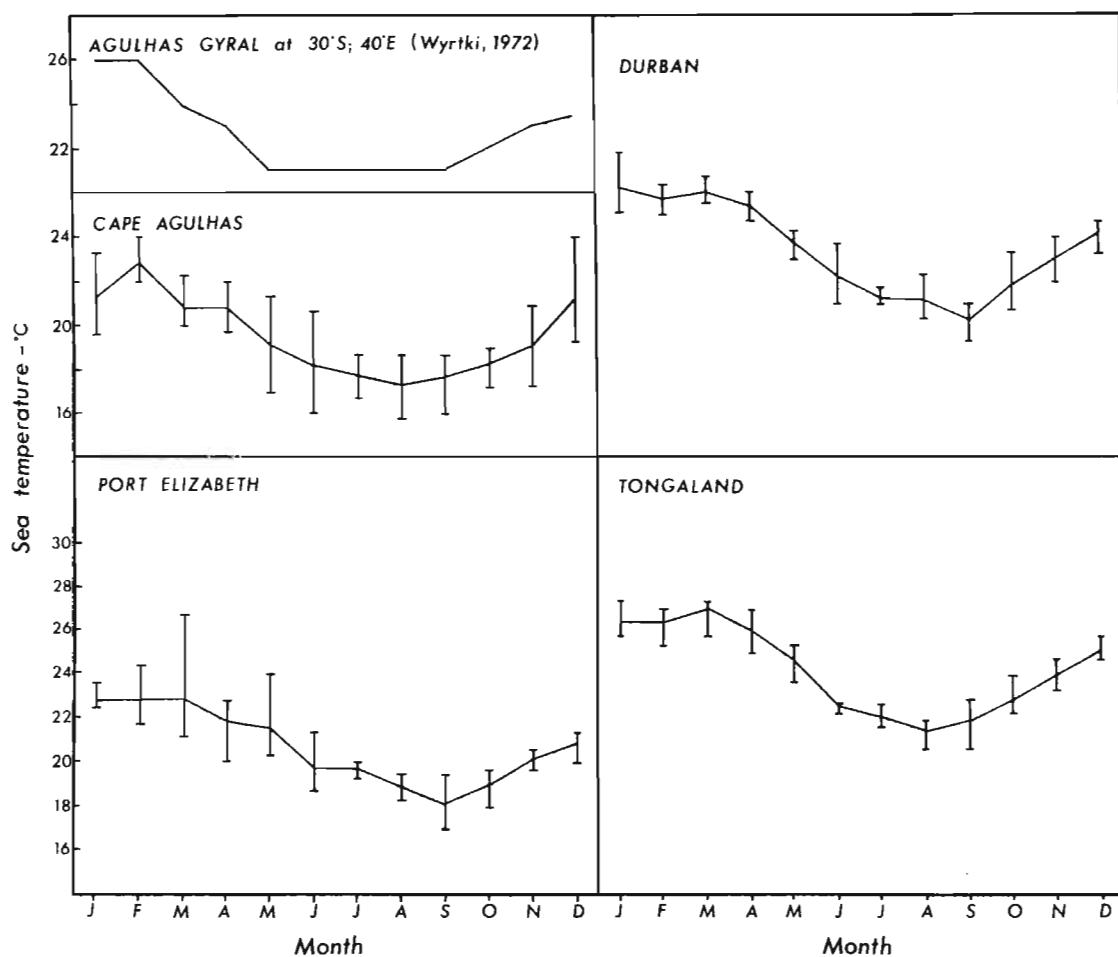 AGULHAS GYRAL at 30°S; 40°E (Wyrtki, 1972)
26
22
CAPE AGULHAS
24
20
16
PORT ELIZABETH
30
28
26
24
22
20
18
16
Sea temperature – °C
J F M A M J J A S O N D
Month
DURBAN
TONGALAND
J F M A M J J A S O N D
Month